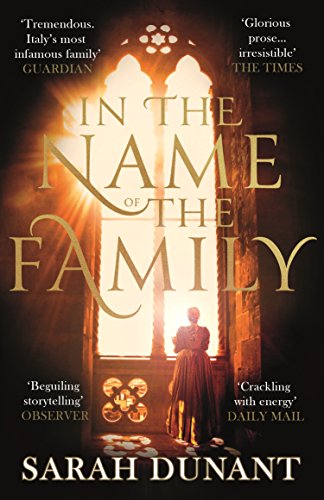 ‘Tremendous.
Italy’s most
infamous family’
GUARDIAN
‘Glorious
prose...
irresistible’
THE TIMES
IN THE
NAME
OF THE
FAMILY
‘Beguiling
storytelling’
OBSERVER
‘Crackling
with energy’
DAILY MAIL
SARAH DUNANT